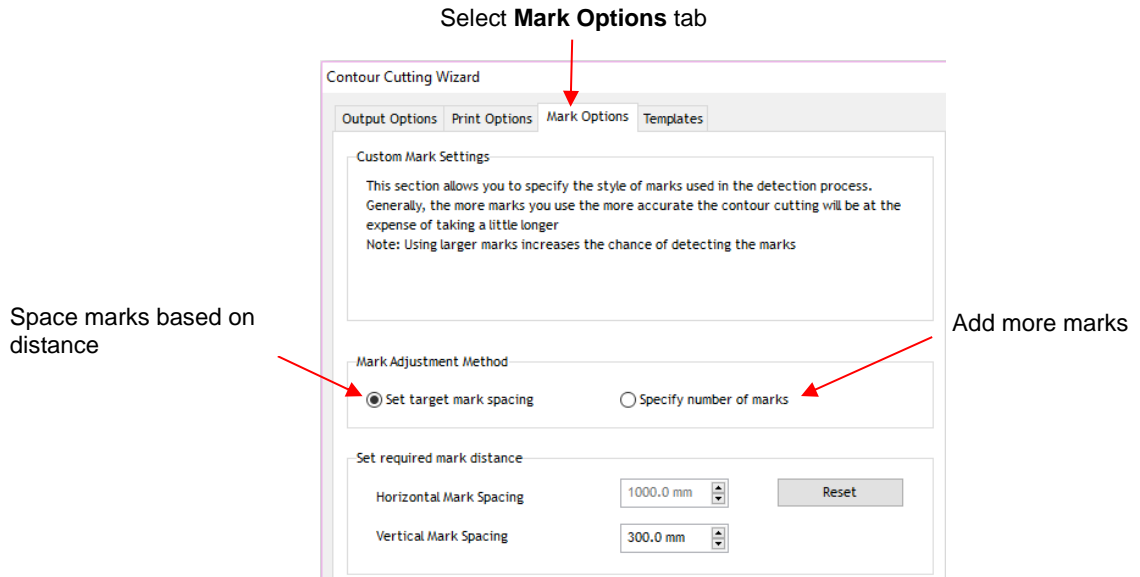 Select Mark Options tab
Contour Cutting Wizard
Output Options Print Options Mark Options Templates
Custom Mark Settings
This section allows you to specify the style of marks used in the detection process.
Generally, the more marks you use the more accurate the contour cutting will be at the
expense of taking a little longer
Note: Using larger marks increases the chance of detecting the marks
Space marks based on
distance
Add more marks
Mark Adjustment Method
Set target mark spacing Specify number of marks
Set required mark distance
Horizontal Mark Spacing 1000.0 mm Reset
Vertical Mark Spacing 300.0 mm